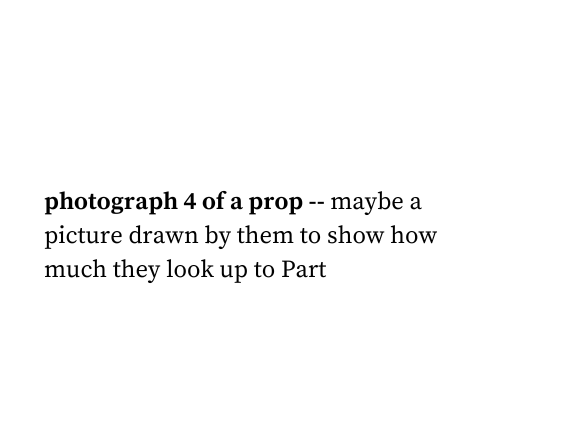 photograph 4 of a prop -- maybe a
picture drawn by them to show how
much they look up to Part